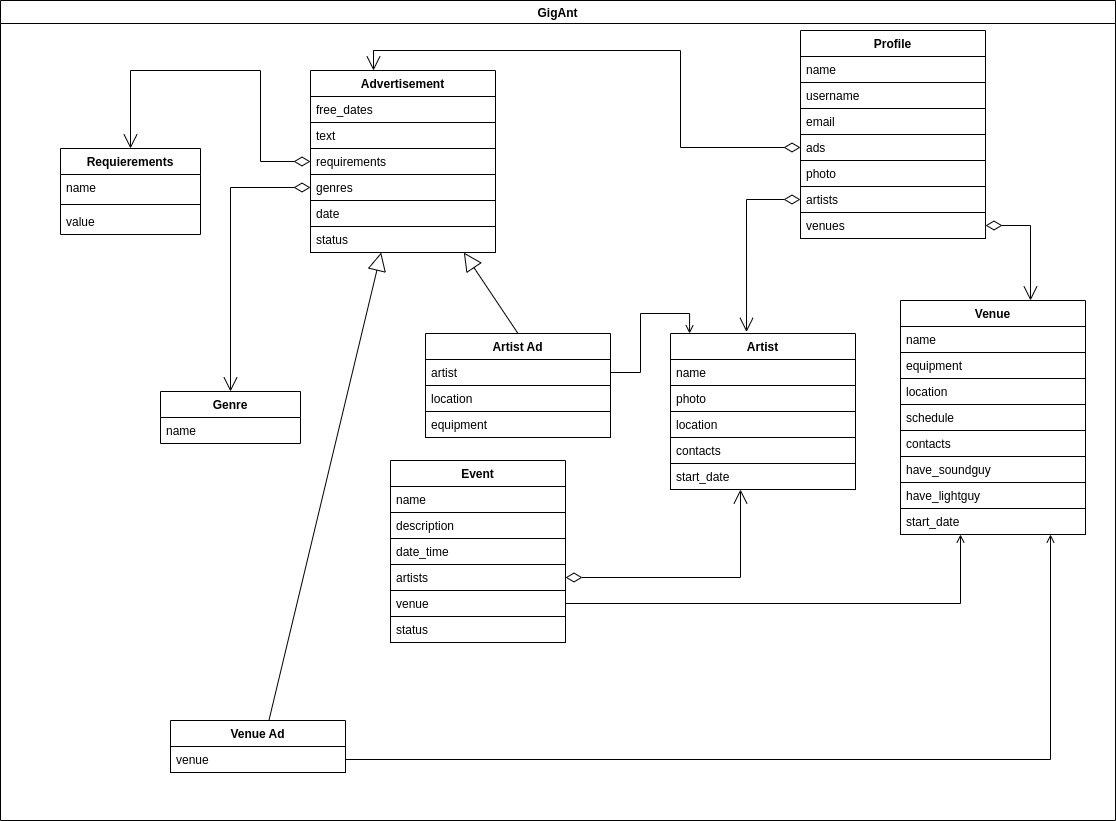 GigAnt
Profile
name
username
email
ads
photo
artists
venues
Advertisement
free_dates
text
requirements
genres
date
status
Requierements
name
value
Venue
name
equipment
location
schedule
contacts
have_soundguy
have_lightguy
start_date
Artist Ad
artist
location
equipment
Artist
name
photo
location
contacts
start_date
Genre
name
Event
name
description
date_time
artists
venue
status
Venue Ad
venue